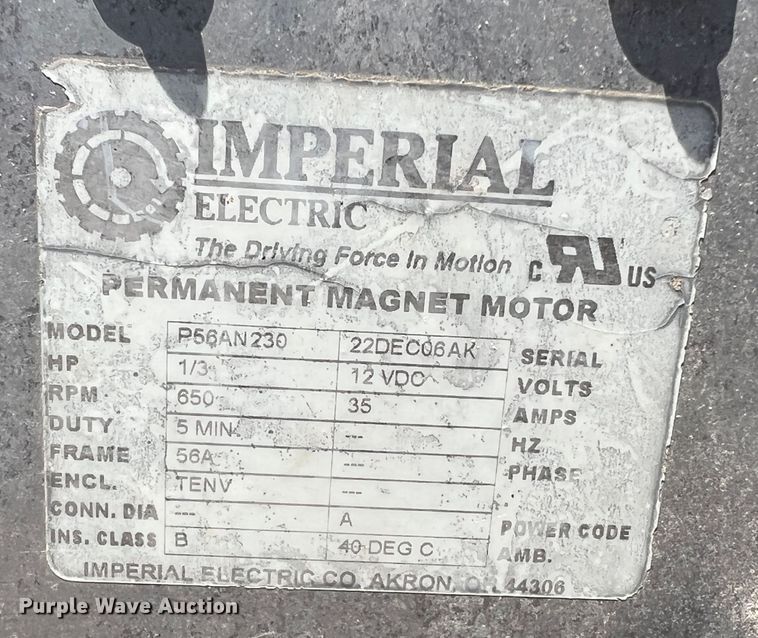 IMPERIAL
ELECTRIC
The Driving Force In Motion C RU US
PERMANENT MAGNET MOTOR
MODEL P56AN230 22DEC06AK SERIAL
HP 1/3 12 VDC VOLTS
RPM 650 35 AMPS
DUTY 5 MIN --- HZ
FRAME 56A --- PHASE
ENCL. TENV --- .
CONN. DIA --- A POWER CODE
INS. CLASS B 40 DEG C AMB.
IMPERIAL ELECTRIC CO. AKRON, OH 44306
Purple Wave Auction